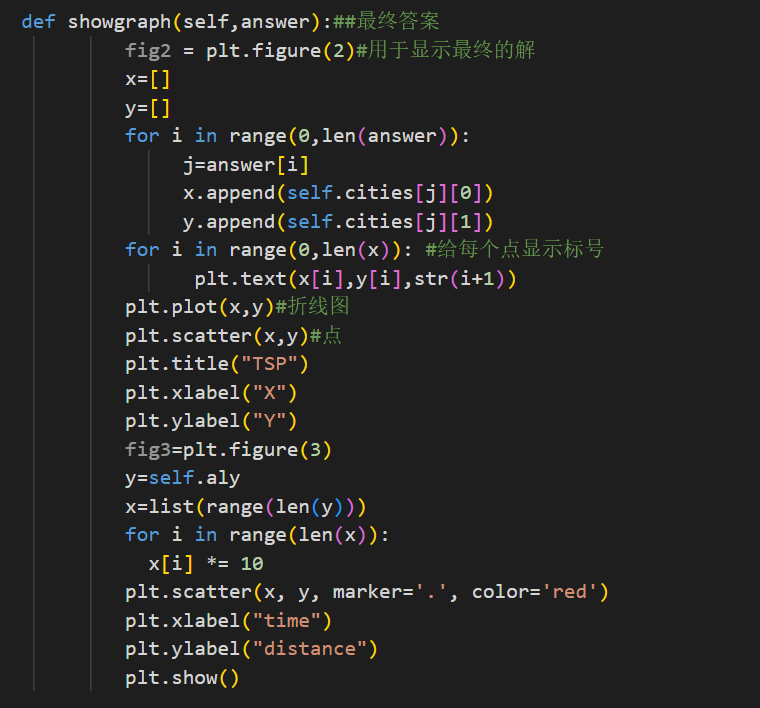 def showgraph(self,answer):##最终答案
fig2 = plt.figure(2)#用于显示最终的解
x=[]
y=[]
for i in range(0,len(answer)):
j=answer[i]
x.append(self.cities[j][0])
y.append(self.cities[j][1])
for i in range(0,len(x)): #给每个点显示标号
plt.text(x[i],y[i],str(i+1))
plt.plot(x,y)#折线图
plt.scatter(x,y)#点
plt.title("TSP")
plt.xlabel("X")
plt.ylabel("Y")
fig3=plt.figure(3)
y=self.aly
x=list(range(len(y)))
for i in range(len(x)):
x[i] *= 10
plt.scatter(x, y, marker='.', color='red')
plt.xlabel("time")
plt.ylabel("distance")
plt.show()